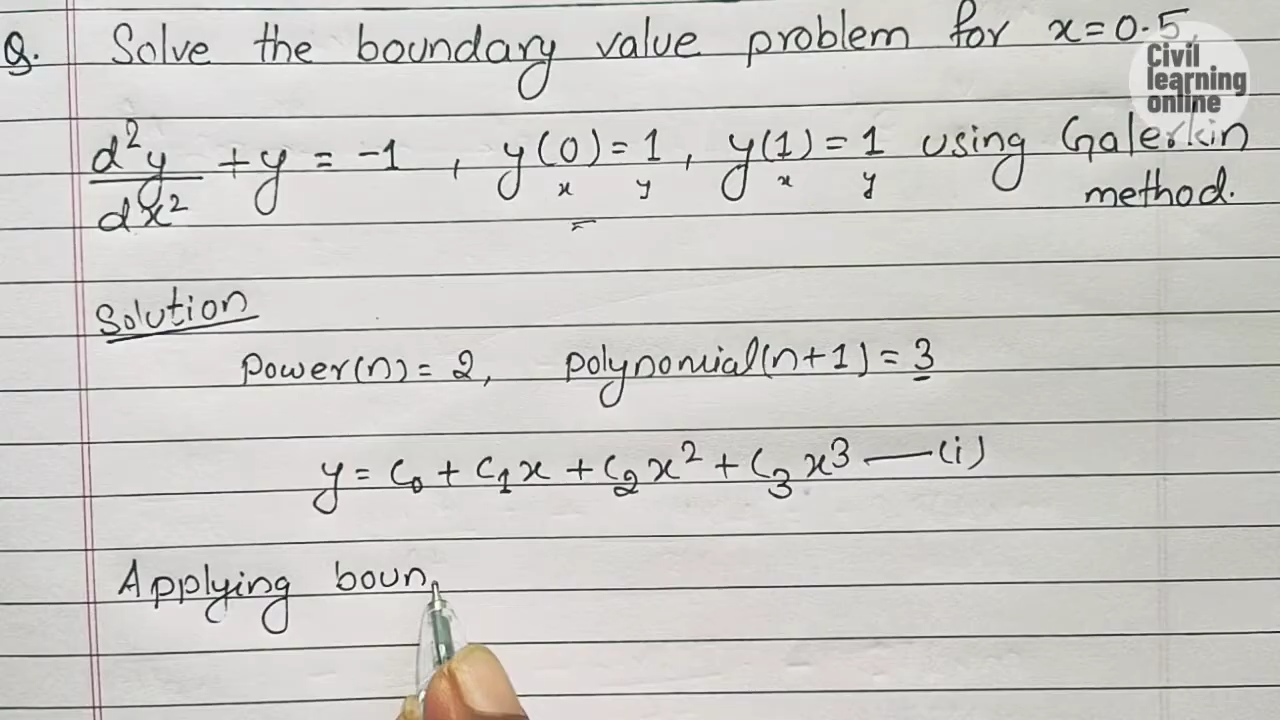 Q. Solve the boundary value problem for x=0.5,
Civil
learning
online
d²y/dx² + y = -1 , y(0) = 1 , y(1) = 1 using Galerkin
x y x y
method.
Solution
Power(n) = 2, polynomial(n+1) = 3
y = C₀ + C₁x + C₂x² + C₃x³ —(i)
Applying boun